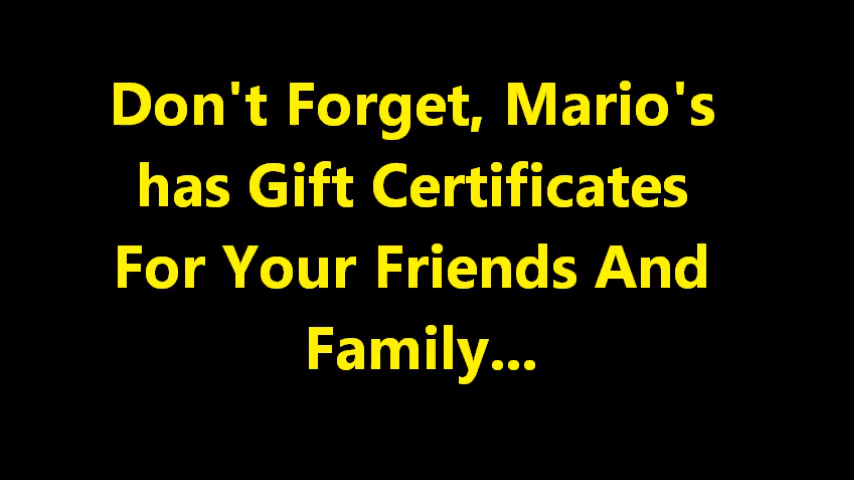 Don't Forget, Mario's
has Gift Certificates
For Your Friends And
Family...